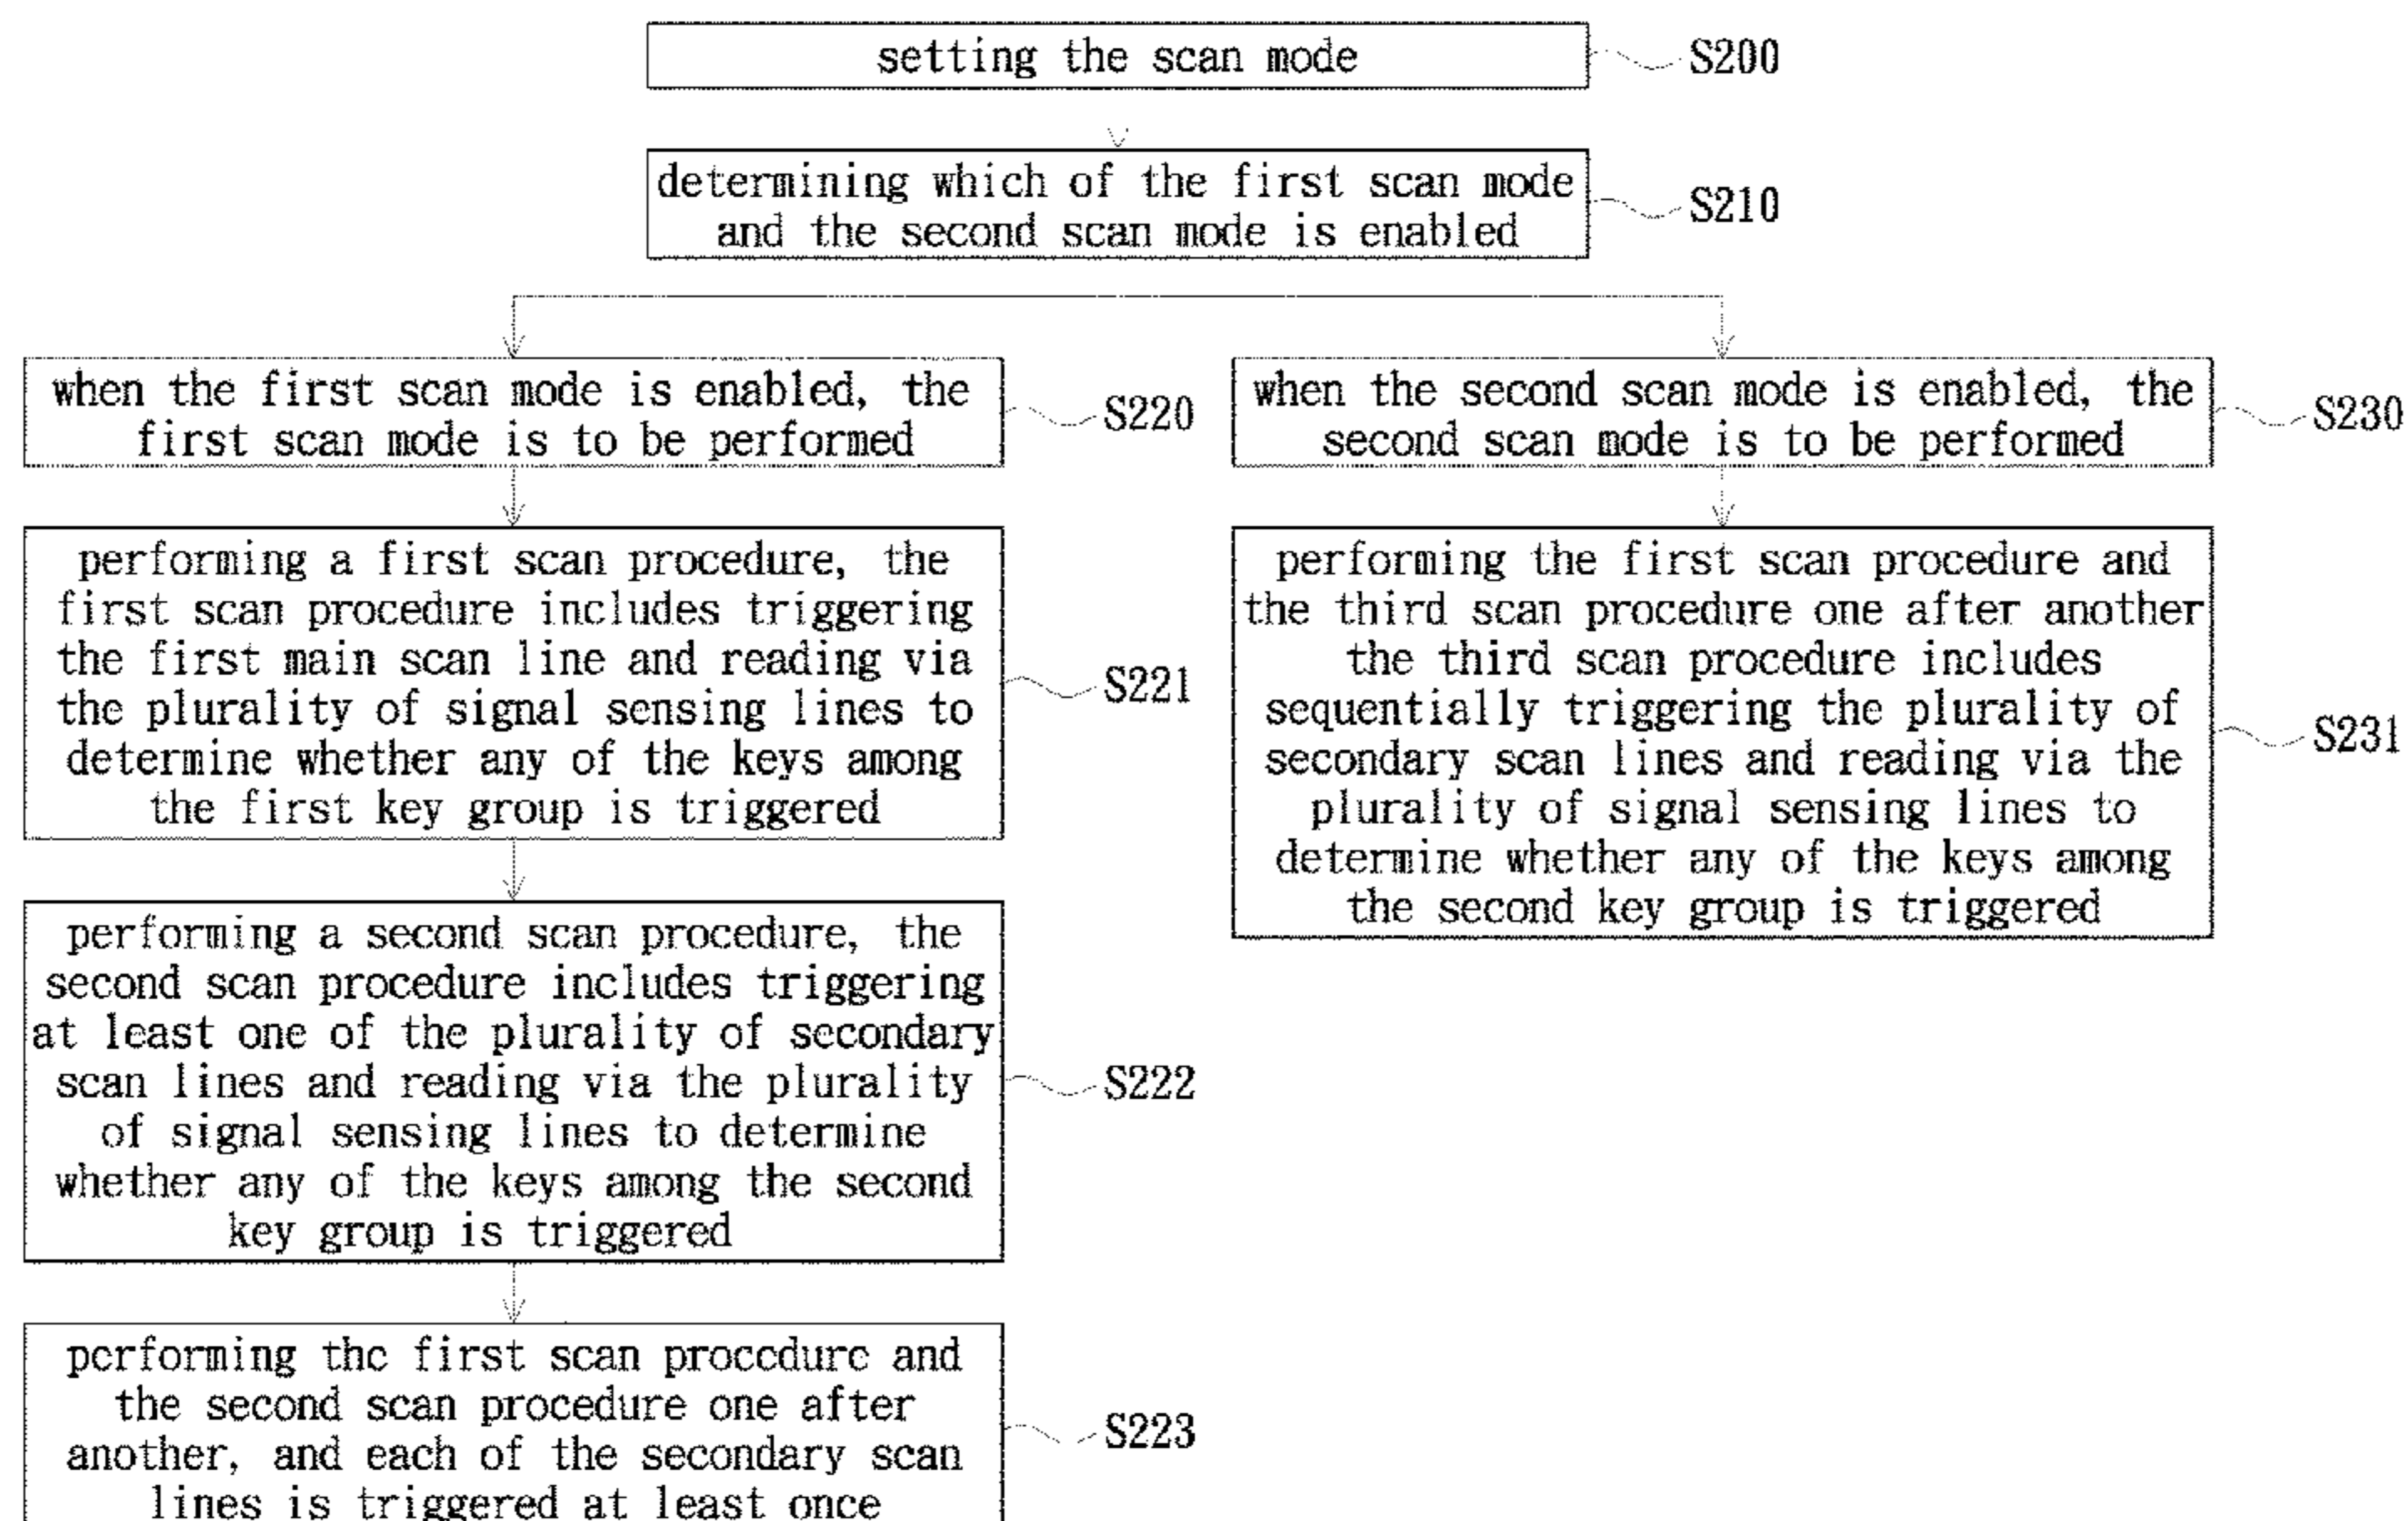 setting the scan mode
S200
determining which of the first scan mode
and the second scan mode is enabled
S210
when the first scan mode is enabled, the
first scan mode is to be performed
S220
when the second scan mode is enabled, the
second scan mode is to be performed
S230
performing a first scan procedure, the
first scan procedure includes triggering
the first main scan line and reading via
the plurality of signal sensing lines to
determine whether any of the keys among
the first key group is triggered
S221
performing the first scan procedure and
the third scan procedure one after another
the third scan procedure includes
sequentially triggering the plurality of
secondary scan lines and reading via the
plurality of signal sensing lines to
determine whether any of the keys among
the second key group is triggered
S231
performing a second scan procedure, the
second scan procedure includes triggering
at least one of the plurality of secondary
scan lines and reading via the plurality
of signal sensing lines to determine
whether any of the keys among the second
key group is triggered
S222
performing the first scan procedure and
the second scan procedure one after
another, and each of the secondary scan
lines is triggered at least once
S223